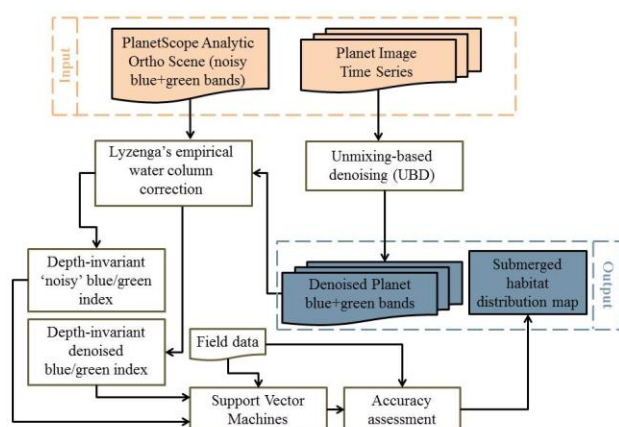 Input
PlanetScope Analytic
Ortho Scene (noisy
blue+green bands)
Planet Image
Time Series
Lyzenga's empirical
water column
correction
Unmixing-based
denoising (UBD)
Depth-invariant
'noisy' blue/green
index
Denoised Planet
blue+green bands
Submerged
habitat
distribution map
Output
Depth-invariant
denoised
blue/green index
Field data
Support Vector
Machines
Accuracy
assessment